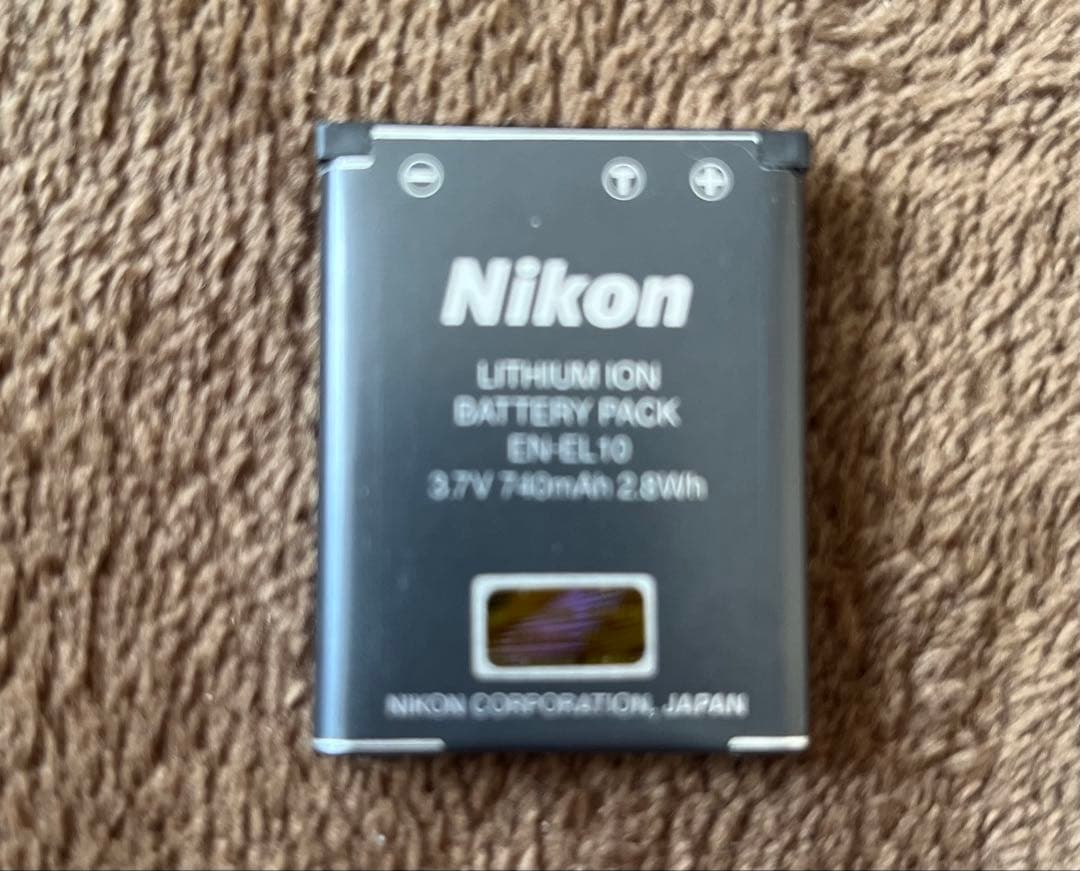 Nikon
LITHIUM ION
BATTERY PACK
EN-EL10
3.7V 740mAh 2.8Wh
NIKON CORPORATION, JAPAN